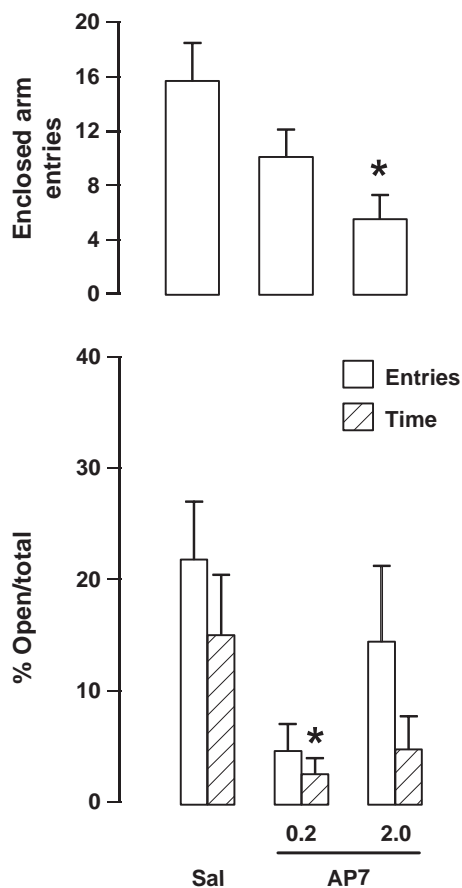 20
16
12
8
4
0
Enclosed arm
entries
*
40
30
20
10
0
% Open/total
Entries
Time
*
0.2 2.0
Sal AP7